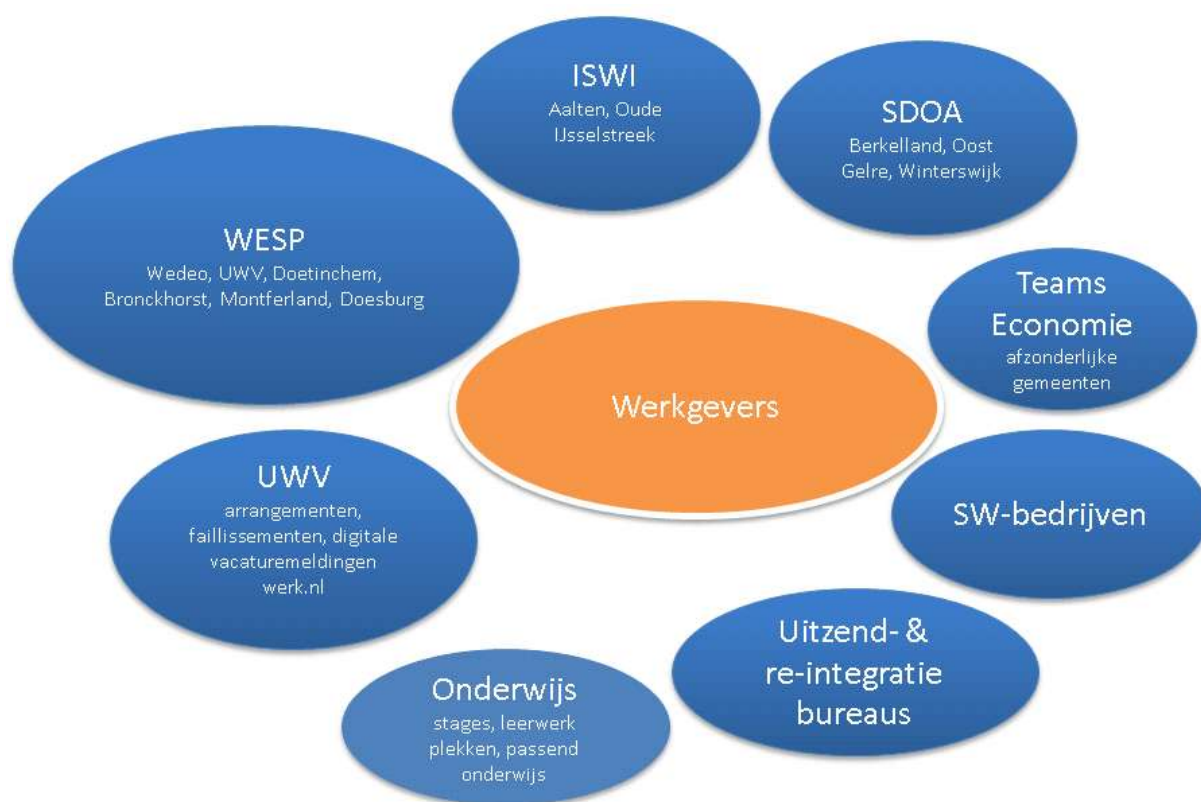 ISWI
Aalten, Oude
IJsselstreek
SDOA
Berkelland, Oost
Gelre, Winterswijk
WESP
Wedeo, UWV, Doetinchem,
Bronckhorst, Montferland, Doesburg
Teams
Economie
afzonderlijke
gemeenten
Werkgevers
UWV
arrangementen,
faillissementen, digitale
vacaturemeldingen
werk.nl
SW-bedrijven
Uitzend- &
re-integratie
bureaus
Onderwijs
stages, leerwerk
plekken, passend
onderwijs